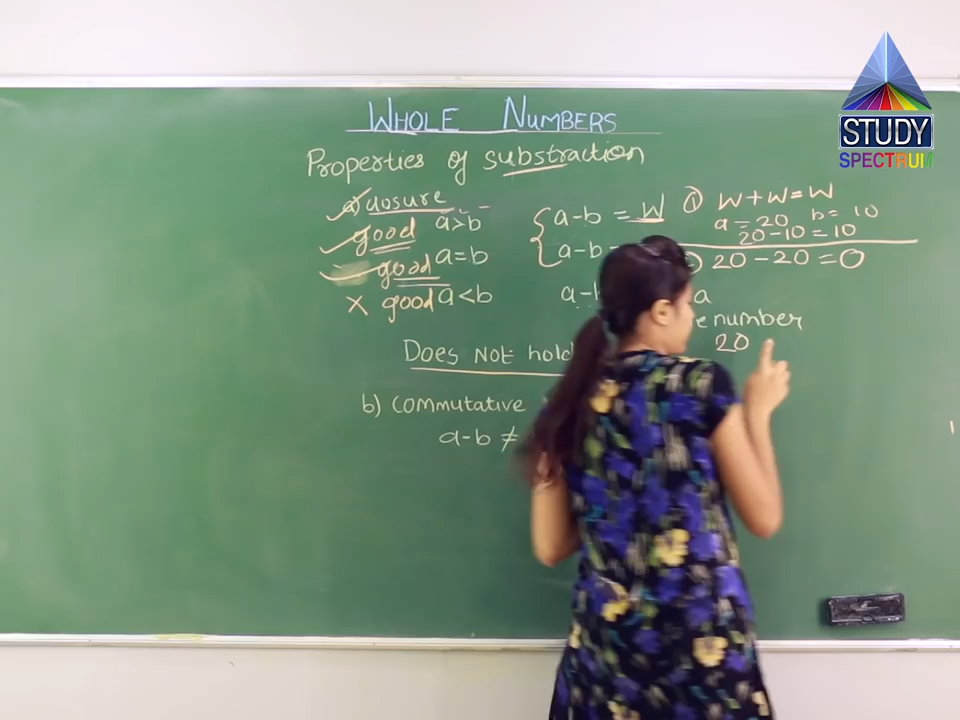 STUDY
SPECTRUM
WHOLE NUMBERS
Properties of substraction
a) closure
good a>b
good a=b
X good a<b
a-b = W
a-b =
a-b
① W+W=W
a=20 b=10
20-10=10
20-20=0
a
number
20
Does not hold
b) commutative
a-b ≠